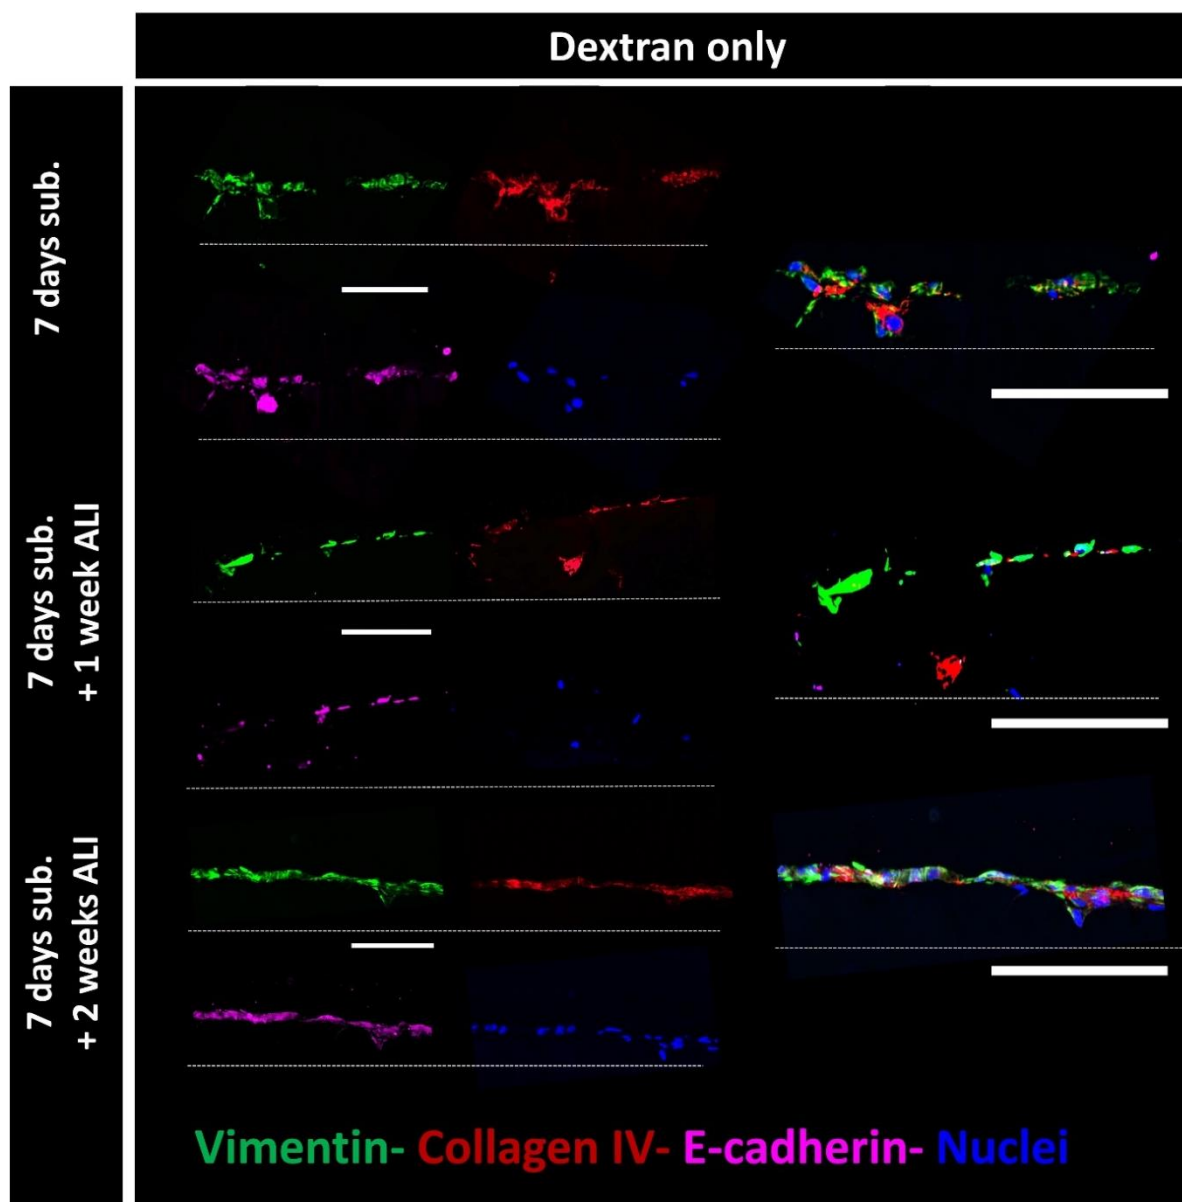 Dextran only
7 days sub.
7 days sub.
+ 1 week ALI
7 days sub.
+ 2 weeks ALI
Vimentin- Collagen IV- E-cadherin- Nuclei